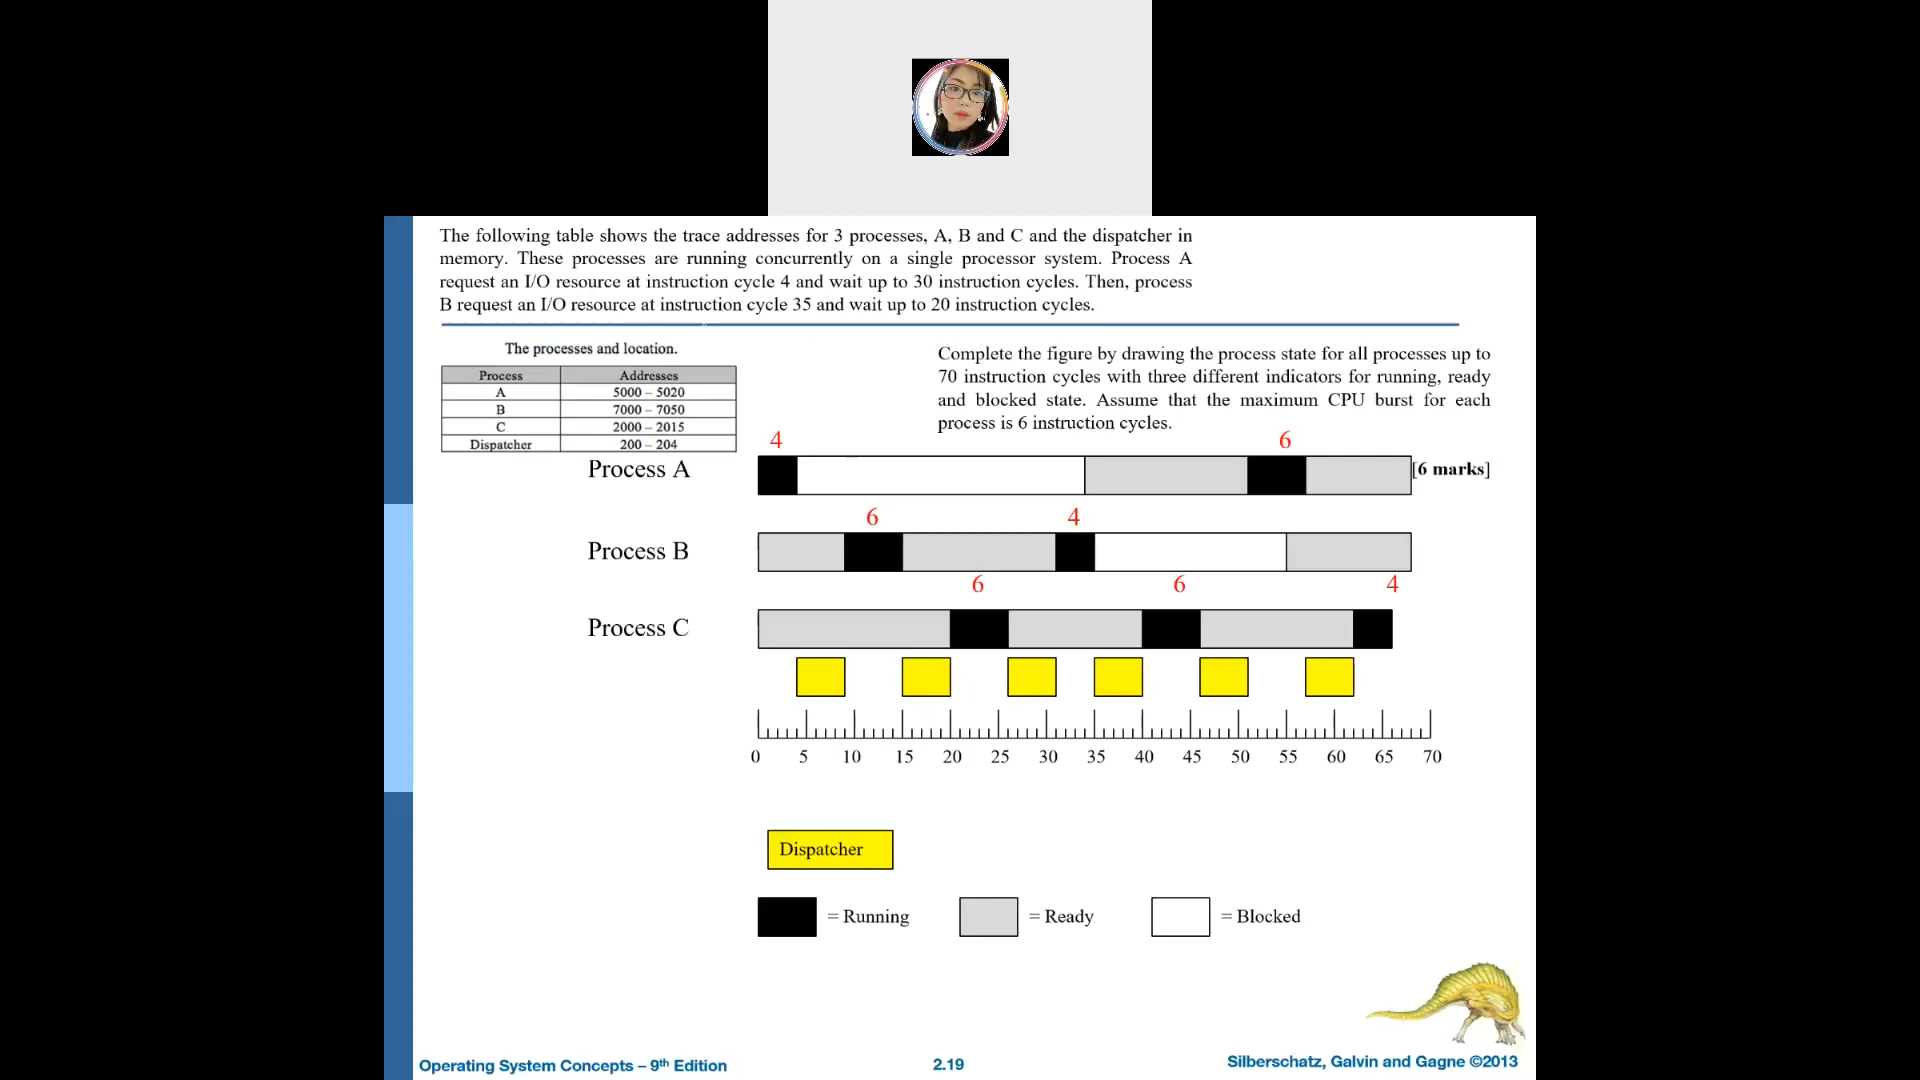 The following table shows the trace addresses for 3 processes, A, B and C and the dispatcher in
memory. These processes are running concurrently on a single processor system. Process A
request an I/O resource at instruction cycle 4 and wait up to 30 instruction cycles. Then, process
B request an I/O resource at instruction cycle 35 and wait up to 20 instruction cycles.
The processes and location.
Process Addresses
A 5000 – 5020
B 7000 – 7050
C 2000 – 2015
Dispatcher 200 – 204
Complete the figure by drawing the process state for all processes up to
70 instruction cycles with three different indicators for running, ready
and blocked state. Assume that the maximum CPU burst for each
process is 6 instruction cycles.
4 6
Process A [6 marks]
6 4
Process B
6 6 4
Process C
0 5 10 15 20 25 30 35 40 45 50 55 60 65 70
Dispatcher
= Running = Ready = Blocked
Operating System Concepts – 9th Edition 2.19 Silberschatz, Galvin and Gagne ©2013